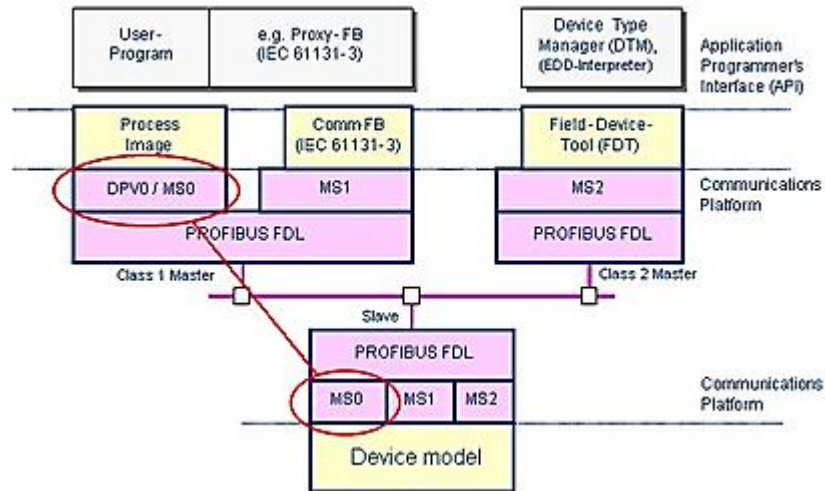 User-
Program
e.g. Proxy-FB
(IEC 61131-3)
Device Type
Manager (DTM),
(EDD-Interpreter)
Application
Programmer's
Interface (APi)
Process
Image
Comm-FB
(IEC 61131-3)
Field-Device-
Tool (FDT)
DPV0 / MS0
MS1
MS2
Communications
Platform
PROFIBUS FDL
PROFIBUS FDL
Class 1 Master
Class 2 Master
Slave
PROFIBUS FDL
MS0
MS1
MS2
Communications
Platform
Device model